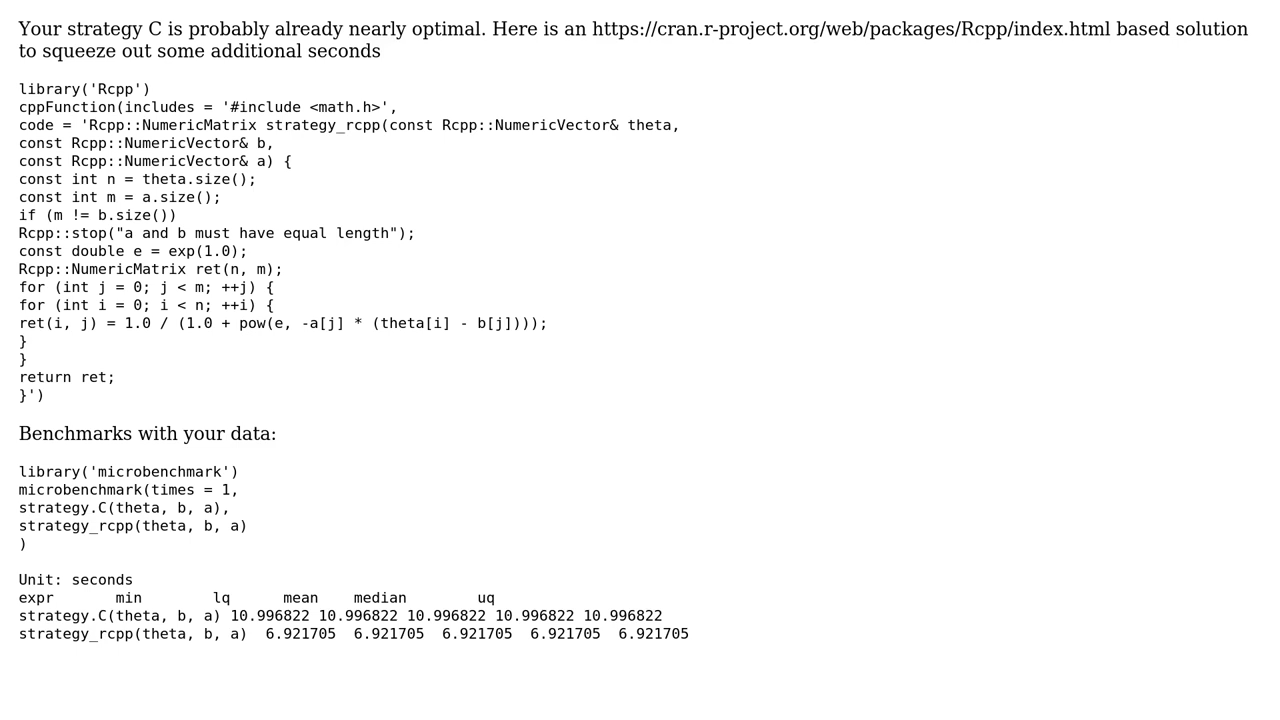 Your strategy C is probably already nearly optimal. Here is an https://cran.r-project.org/web/packages/Rcpp/index.html based solution
to squeeze out some additional seconds
library('Rcpp')
cppFunction(includes = '#include <math.h>',
code = 'Rcpp::NumericMatrix strategy_rcpp(const Rcpp::NumericVector& theta,
const Rcpp::NumericVector& b,
const Rcpp::NumericVector& a) {
const int n = theta.size();
const int m = a.size();
if (m != b.size())
Rcpp::stop("a and b must have equal length");
const double e = exp(1.0);
Rcpp::NumericMatrix ret(n, m);
for (int j = 0; j < m; ++j) {
for (int i = 0; i < n; ++i) {
ret(i, j) = 1.0 / (1.0 + pow(e, -a[j] * (theta[i] - b[j])));
}
}
return ret;
}')
Benchmarks with your data:
library('microbenchmark')
microbenchmark(times = 1,
strategy.C(theta, b, a),
strategy_rcpp(theta, b, a)
)
Unit: seconds
expr       min        lq      mean    median        uq
strategy.C(theta, b, a) 10.996822 10.996822 10.996822 10.996822 10.996822
strategy_rcpp(theta, b, a)  6.921705  6.921705  6.921705  6.921705  6.921705